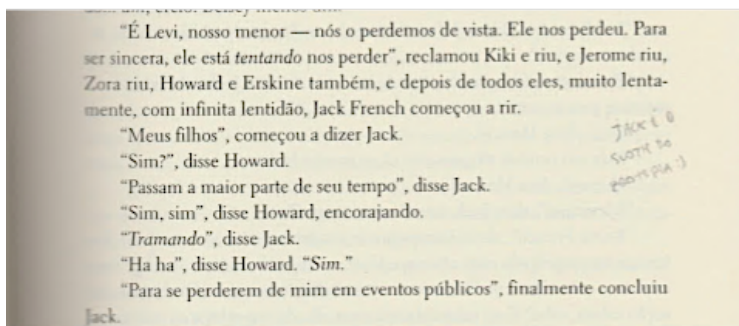 "É Levi, nosso menor — nós o perdemos de vista. Ele nos perdeu. Para
ser sincera, ele está tentando nos perder", reclamou Kiki e riu, e Jerome riu,
Zora riu, Howard e Erskine também, e depois de todos eles, muito lenta-
mente, com infinita lentidão, Jack French começou a rir.
"Meus filhos", começou a dizer Jack.
"Sim?", disse Howard.
"Passam a maior parte de seu tempo", disse Jack.
"Sim, sim", disse Howard, encorajando.
"Tramando", disse Jack.
"Ha ha", disse Howard. "Sim."
"Para se perderem de mim em eventos públicos", finalmente concluiu
Jack.
JACK É O
SLOTH DO
ZOOTOPIA :)